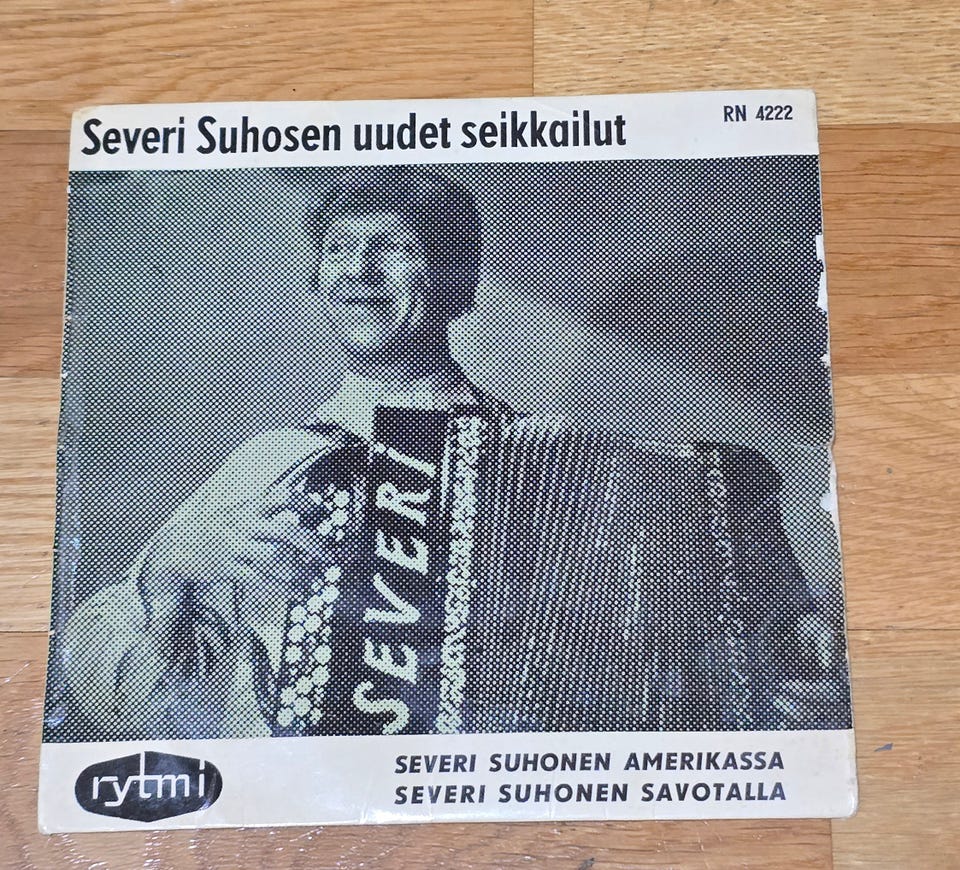 Severi Suhosen uudet seikkailut
RN 4222
SEVERI
rytmi
SEVERI SUHONEN AMERIKASSA
SEVERI SUHONEN SAVOTALLA